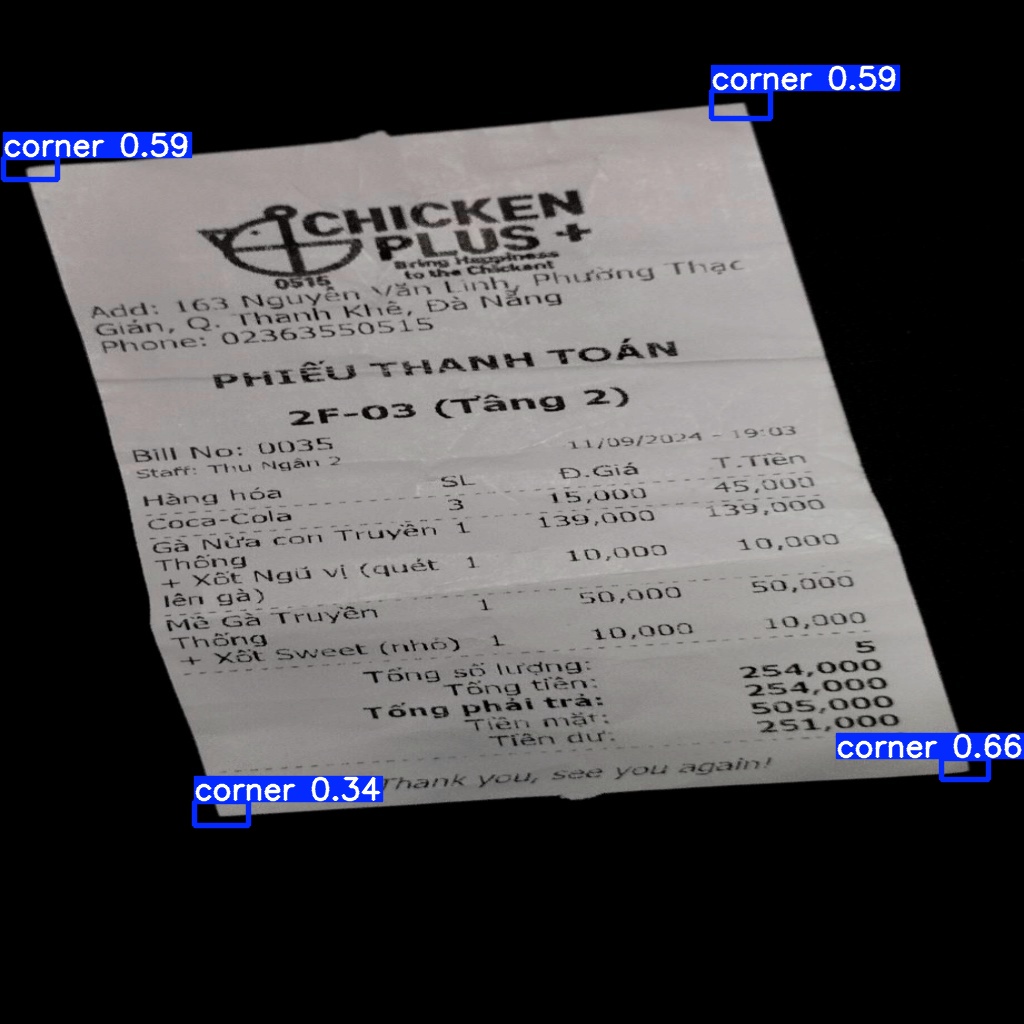 corner 0.59
corner 0.59
CHICKEN
PLUS +
Bring Happiness
to the Chickent
0515
Add: 163 Nguyễn Văn Linh, Phường Thạc
Gián, Q. Thanh Khê, Đà Nẵng
Phone: 02363550515
PHIẾU THANH TOÁN
2F-03 (Tầng 2)
Bill No: 0035 11/09/2024 - 19:03
Staff: Thu Ngân 2
Hàng hóa SL Đ.Giá T.Tiền
Coca-Cola 3 15,000 45,000
Gà Nửa con Truyền 1 139,000 139,000
Thống
+ Xốt Ngũ vị (quét 1 10,000 10,000
lên gà)
Mề Gà Truyền 1 50,000 50,000
Thống
+ Xốt Sweet (nhỏ) 1 10,000 10,000
Tổng số lượng: 5
Tổng tiền: 254,000
Tổng phải trả: 254,000
Tiền mặt: 505,000
Tiền dư: 251,000
Thank you, see you again!
corner 0.66
corner 0.34